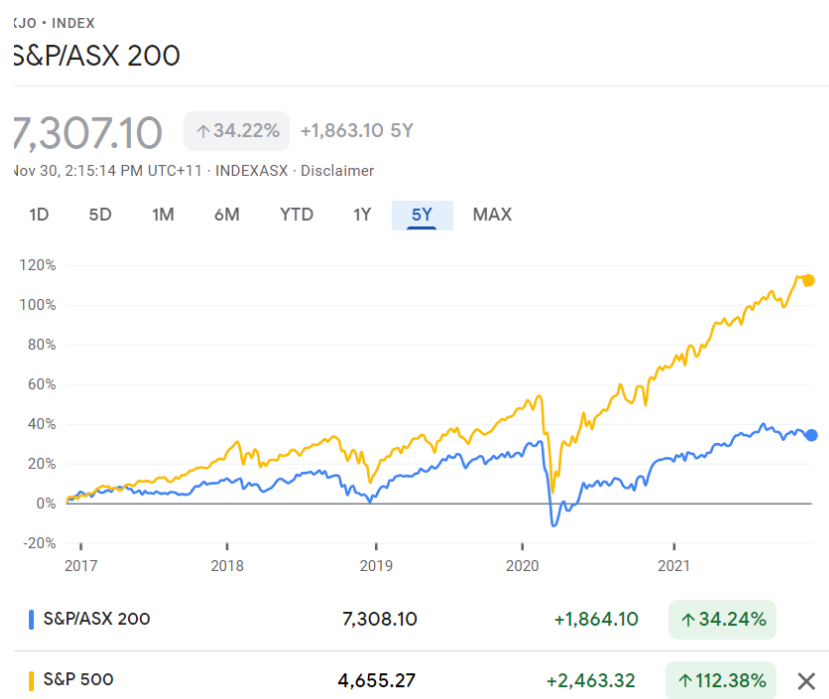 XJO • INDEX
S&P/ASX 200
7,307.10 ↑34.22% +1,863.10 5Y
Nov 30, 2:15:14 PM UTC+11 · INDEXASX · Disclaimer
1D 5D 1M 6M YTD 1Y 5Y MAX
120%
100%
80%
60%
40%
20%
0%
-20%
2017 2018 2019 2020 2021
S&P/ASX 200 7,308.10 +1,864.10 ↑34.24%
S&P 500 4,655.27 +2,463.32 ↑112.38%